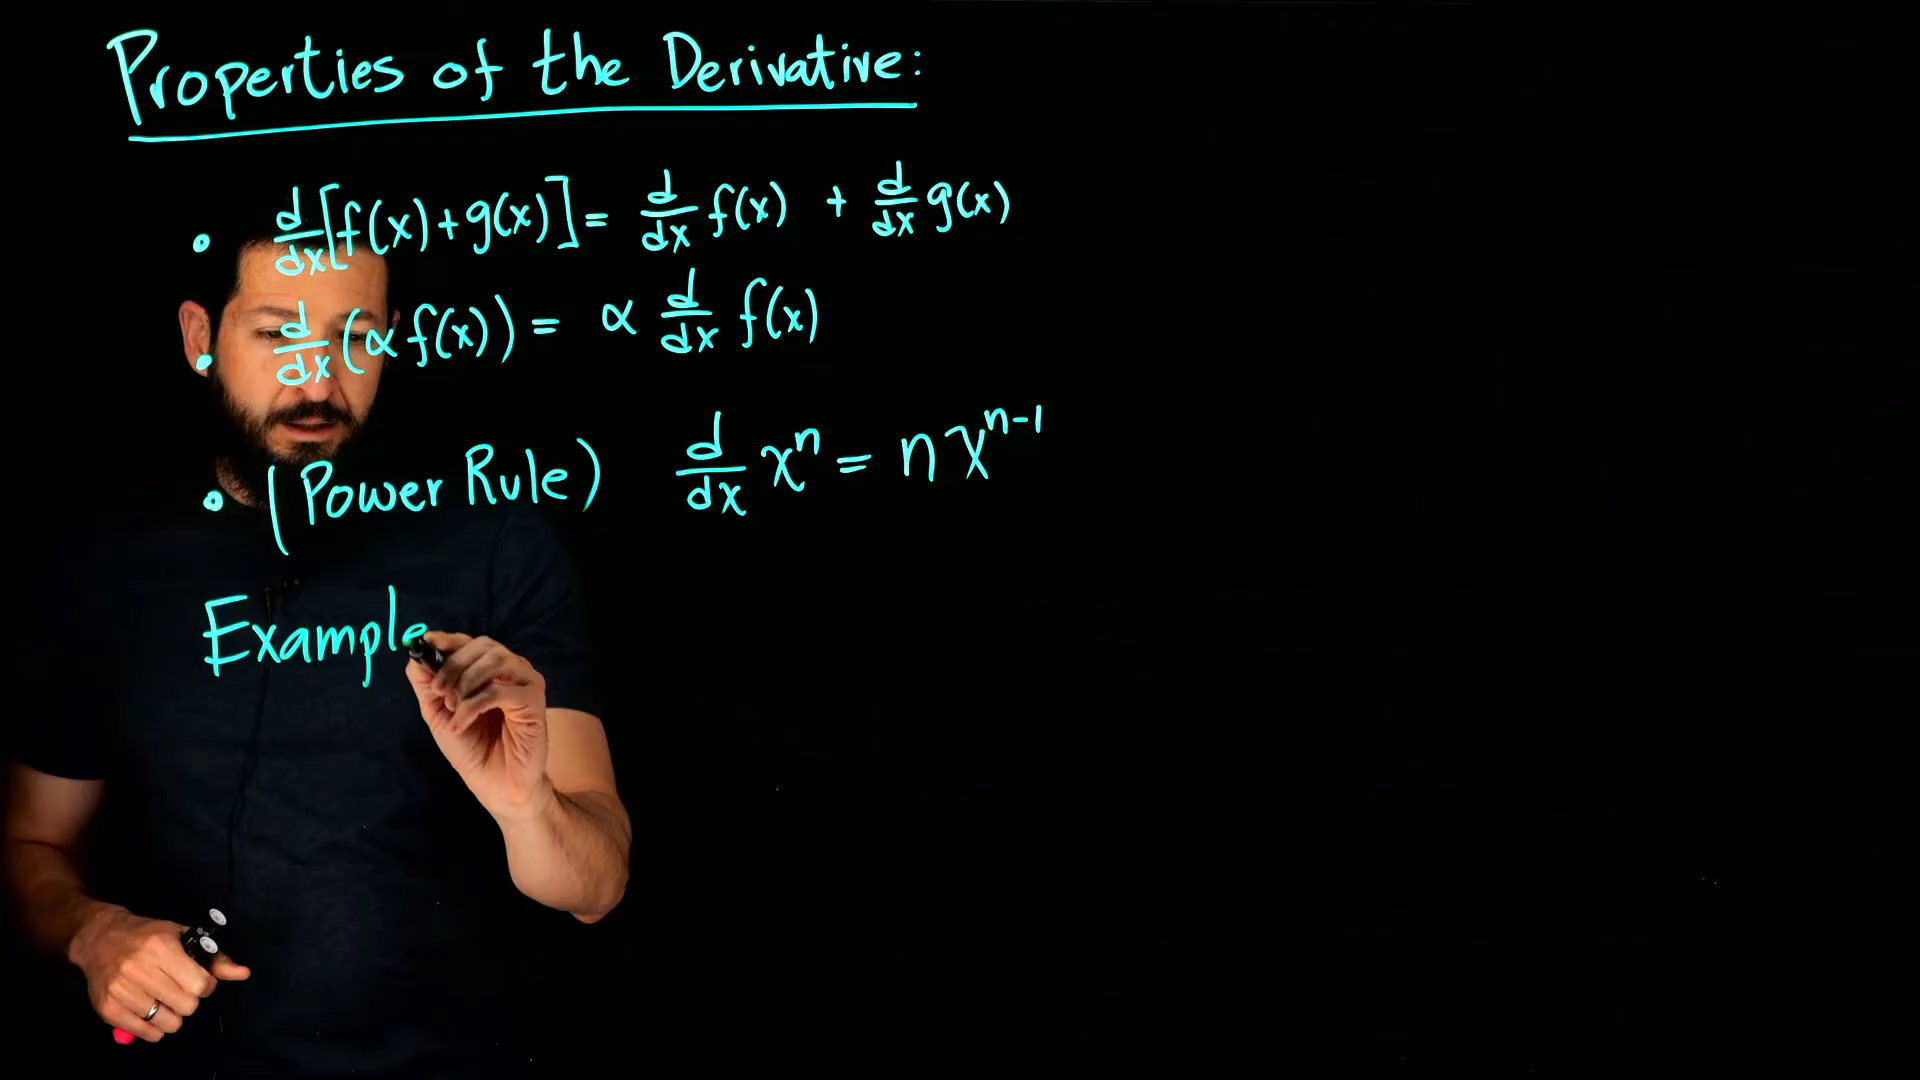 Properties of the Derivative:
• d/dx [f(x) + g(x)] = d/dx f(x) + d/dx g(x)
• d/dx (α f(x)) = α d/dx f(x)
• (Power Rule) d/dx xⁿ = n xⁿ⁻¹
Example